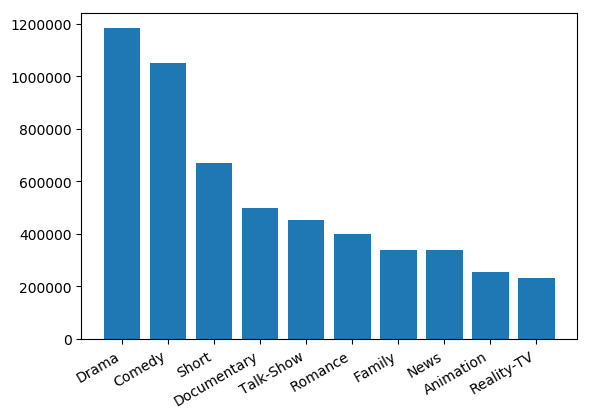 1200000
1000000
800000
600000
400000
200000
0
Drama
Comedy
Short
Documentary
Talk-Show
Romance
Family
News
Animation
Reality-TV